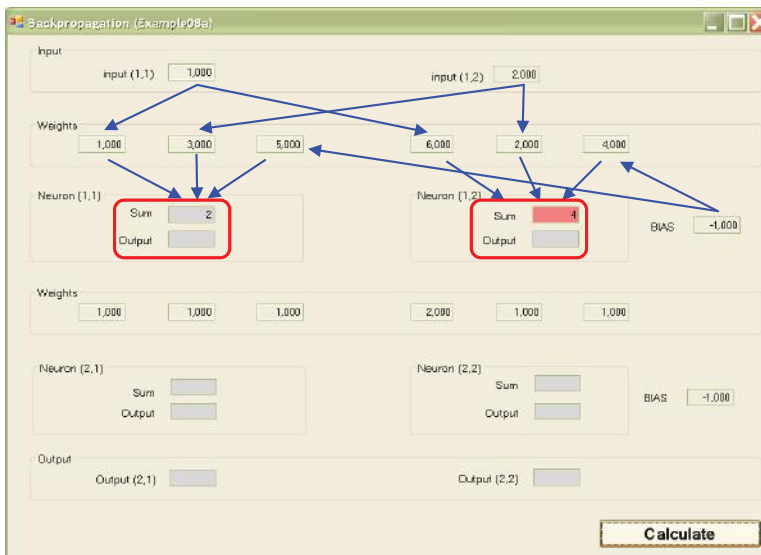 Backpropagation (Example08a)
Input
input (1,1) 1,000 input (1,2) 2,000
Weights
1,000 3,000 5,000 6,000 2,000 4,000
Neuron (1,1) Neuron (1,2)
Sum 2 Sum 4
BIAS -1,000
Output Output
Weights
1,000 1,000 1,000 2,000 1,000 1,000
Neuron (2,1) Neuron (2,2)
Sum Sum
BIAS -1,000
Output Output
Output
Output (2,1) Output (2,2)
Calculate